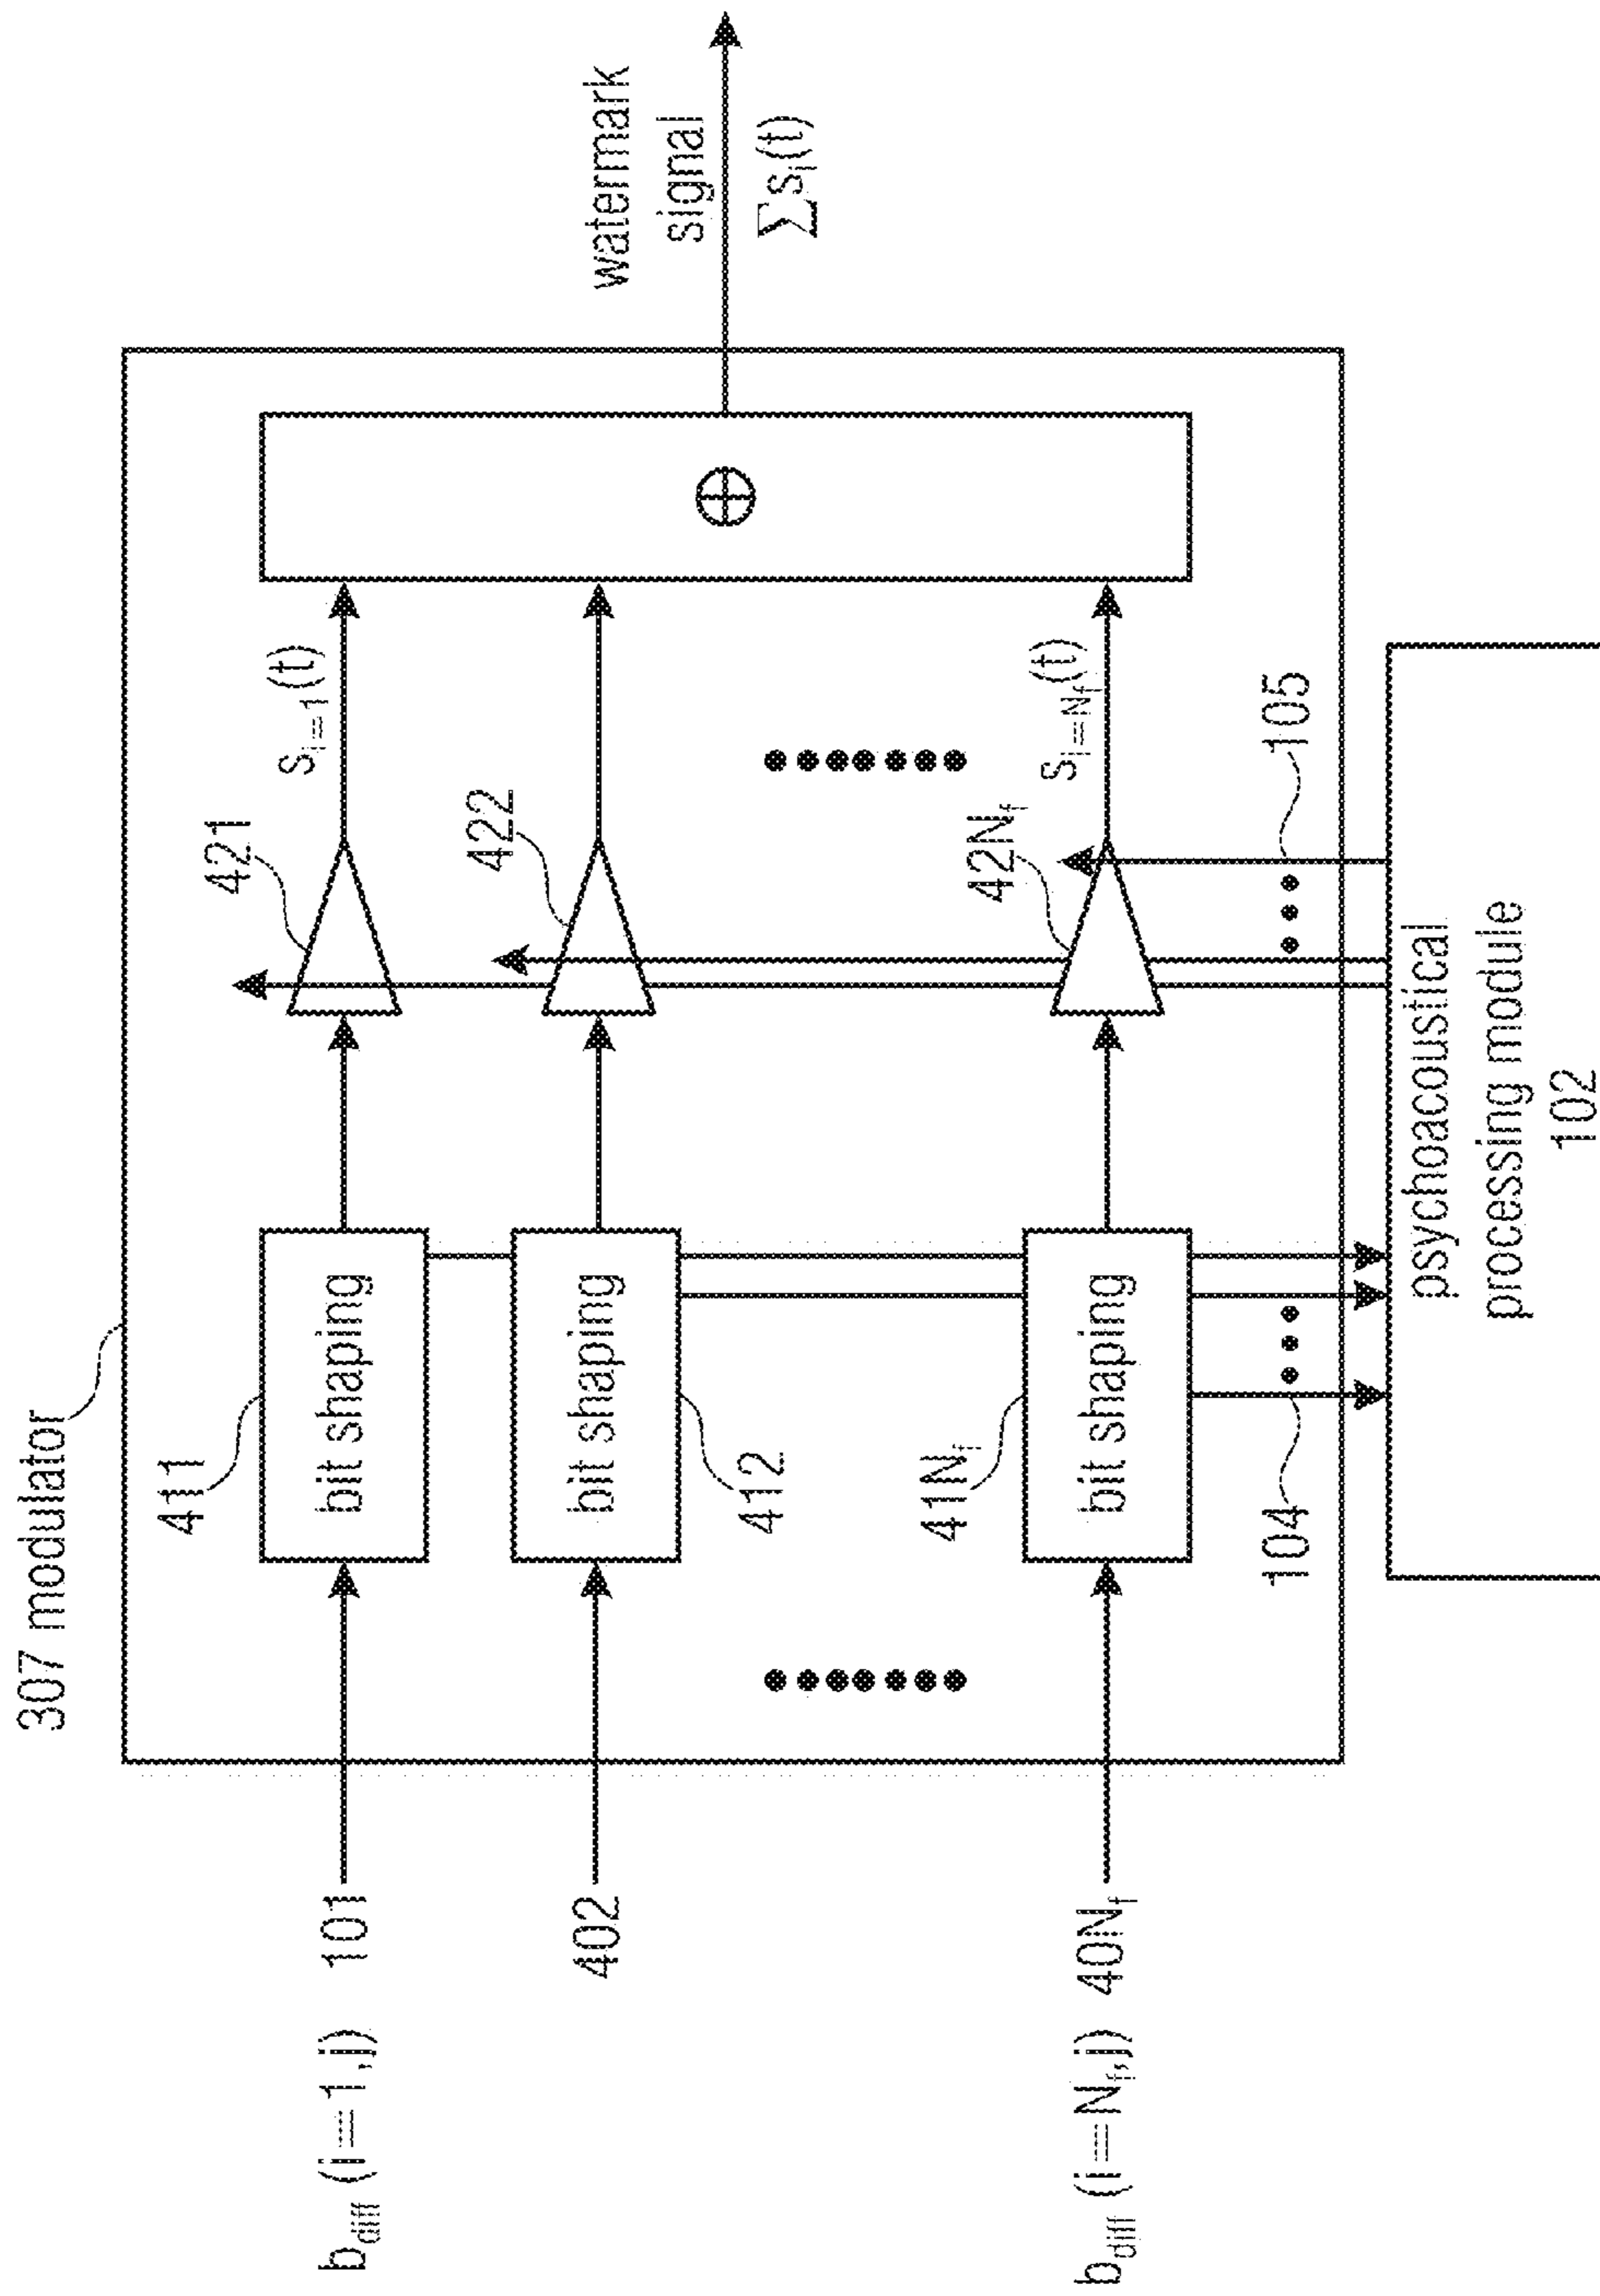 307 modulator
b_diff (i=1,j) 101
411
bit shaping
421
s_i=1(t)
402
bit shaping
412
422
watermark
signal
Σs_i(t)
b_diff (i=N_f,j) 40N_f
41N_f
bit shaping
42N_f
s_i=N_f(t)
104
105
psychoacoustical
processing module
102